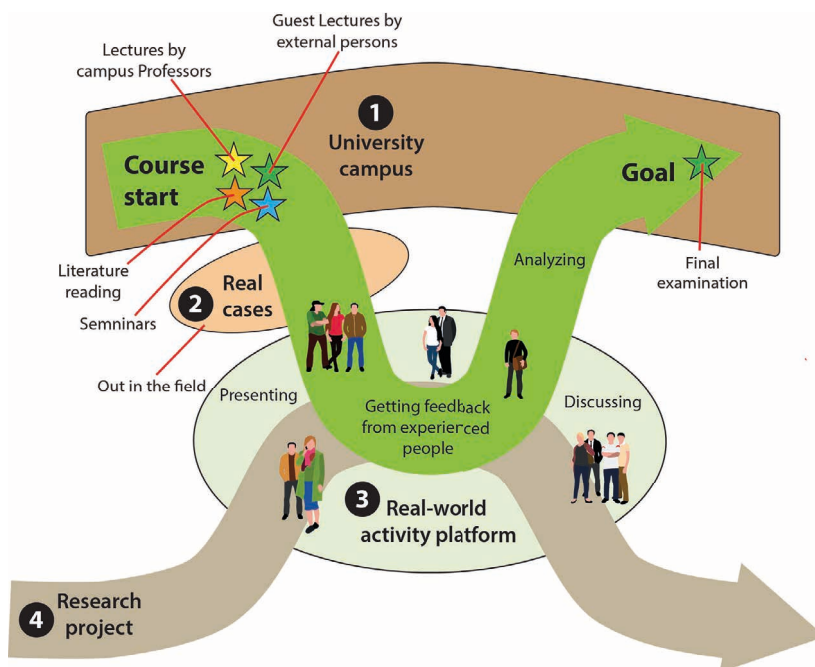 Guest Lectures by
external persons
Lectures by
campus Professors
1
University
campus
Course
start
Goal
Literature
reading
Semninars
2
Real
cases
Out in the field
Analyzing
Final
examination
Presenting
Getting feedback
from experienced
people
Discussing
3
Real-world
activity platform
4
Research
project